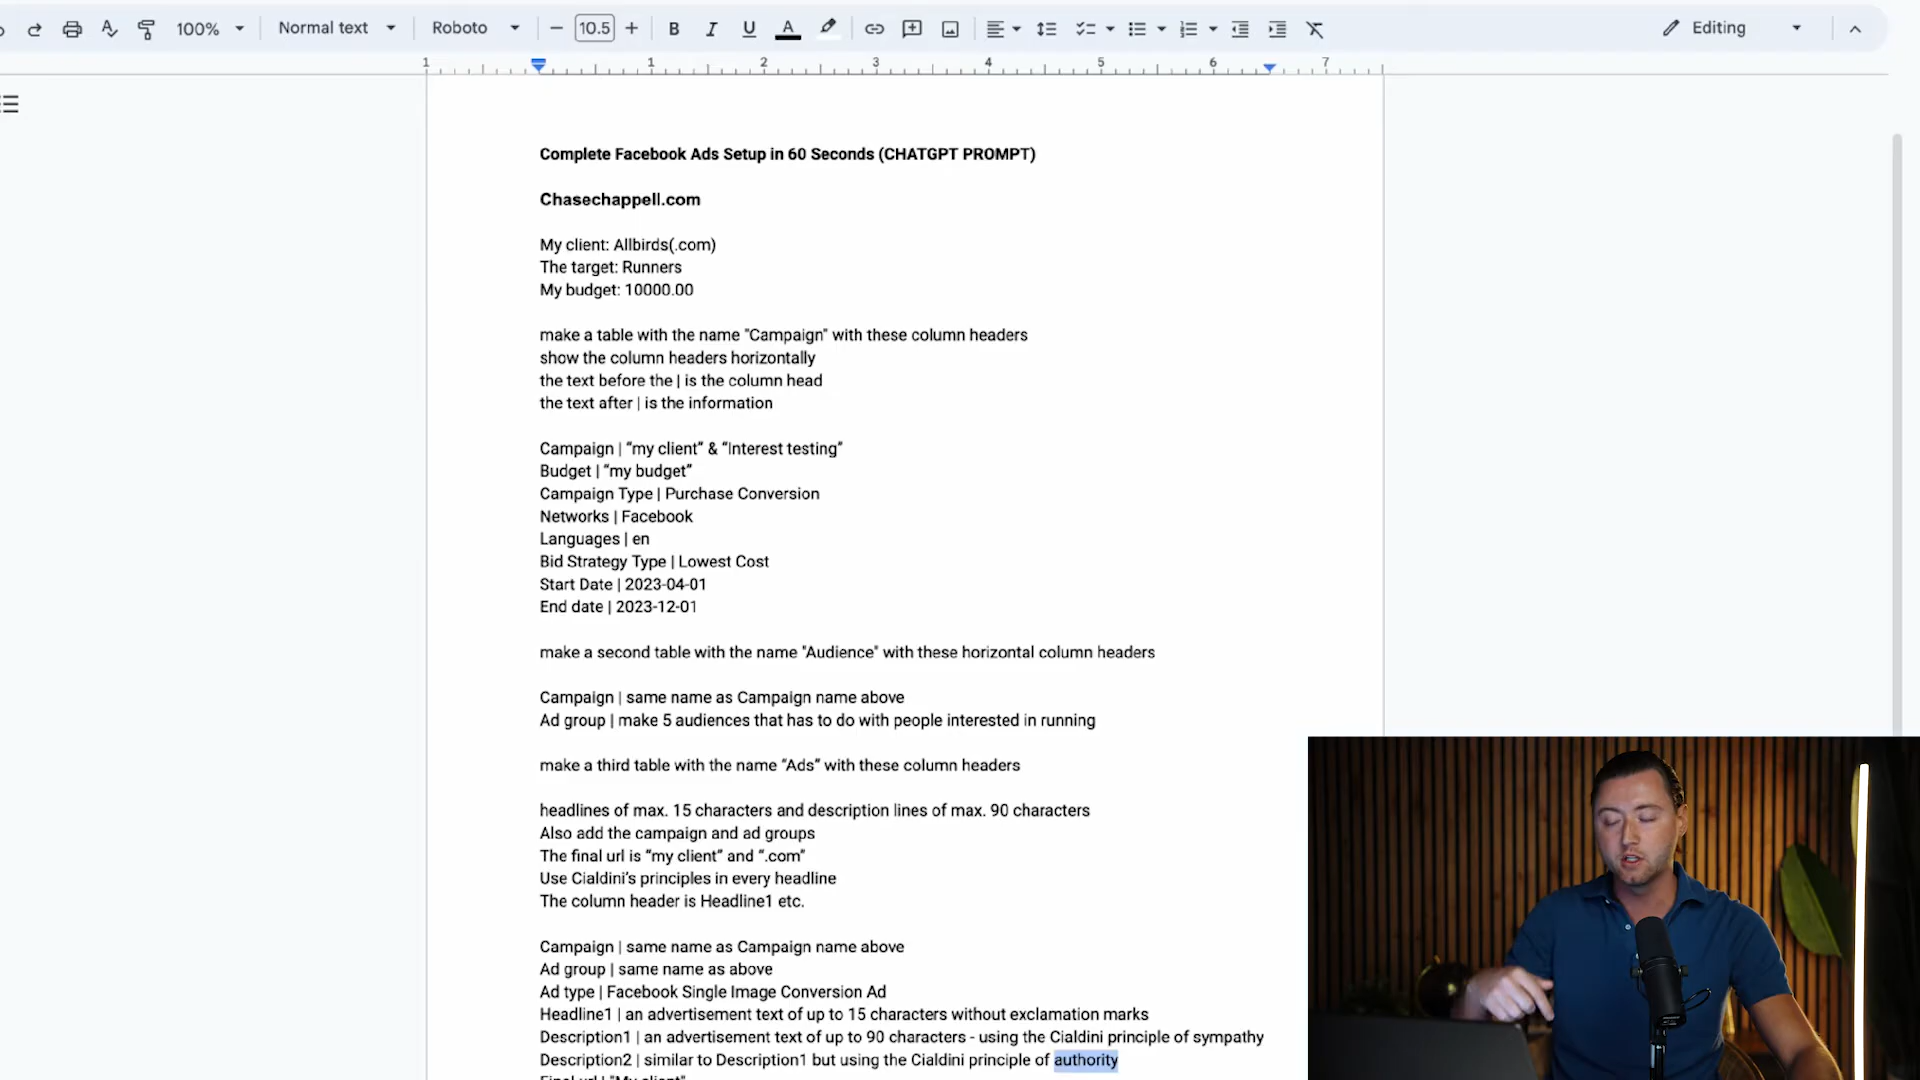 100% Normal text Roboto 10.5 B I U A Editing
1 1 2 3 4 5 6 7
Complete Facebook Ads Setup in 60 Seconds (CHATGPT PROMPT)
Chasechappell.com
My client: Allbirds(.com)
The target: Runners
My budget: 10000.00
make a table with the name "Campaign" with these column headers
show the column headers horizontally
the text before the | is the column head
the text after | is the information
Campaign | “my client” & “Interest testing”
Budget | “my budget”
Campaign Type | Purchase Conversion
Networks | Facebook
Languages | en
Bid Strategy Type | Lowest Cost
Start Date | 2023-04-01
End date | 2023-12-01
make a second table with the name "Audience" with these horizontal column headers
Campaign | same name as Campaign name above
Ad group | make 5 audiences that has to do with people interested in running
make a third table with the name “Ads” with these column headers
headlines of max. 15 characters and description lines of max. 90 characters
Also add the campaign and ad groups
The final url is “my client” and “.com”
Use Cialdini’s principles in every headline
The column header is Headline1 etc.
Campaign | same name as Campaign name above
Ad group | same name as above
Ad type | Facebook Single Image Conversion Ad
Headline1 | an advertisement text of up to 15 characters without exclamation marks
Description1 | an advertisement text of up to 90 characters - using the Cialdini principle of sympathy
Description2 | similar to Description1 but using the Cialdini principle of authority
Final url | "My client"